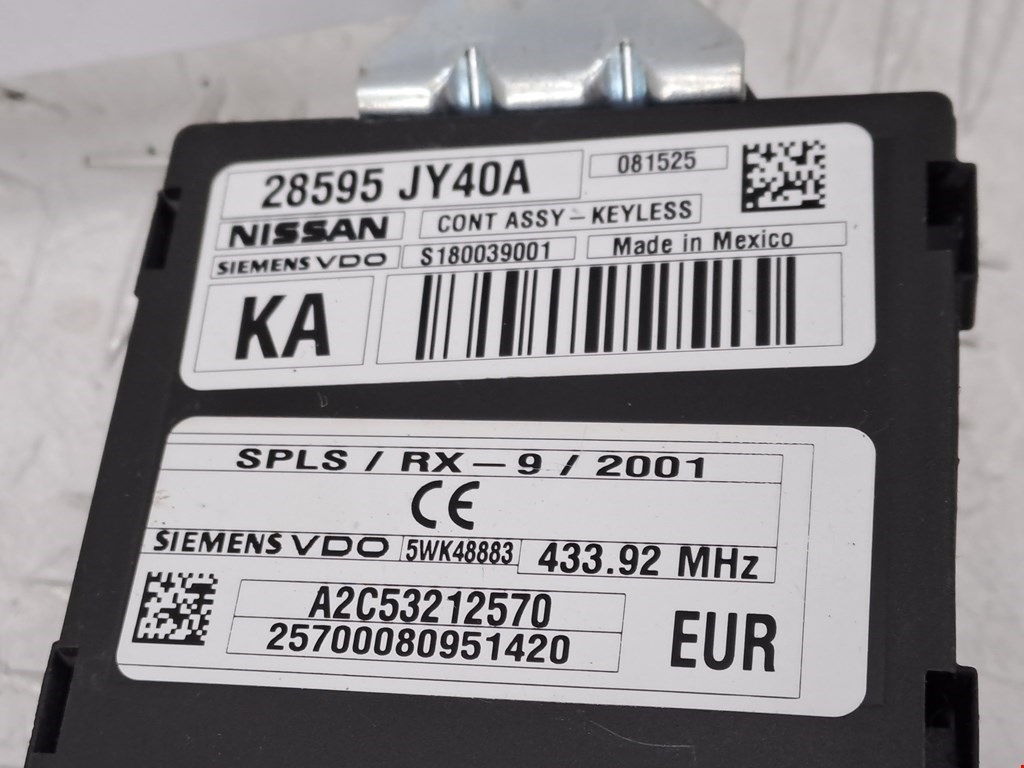 28595 JY40A
081525
NISSAN
CONT ASSY – KEYLESS
SIEMENS VDO
S180039001
Made in Mexico
KA
SPLS / RX – 9 / 2001
CE
SIEMENS VDO
5WK48883
433.92 MHz
A2C53212570
25700080951420
EUR